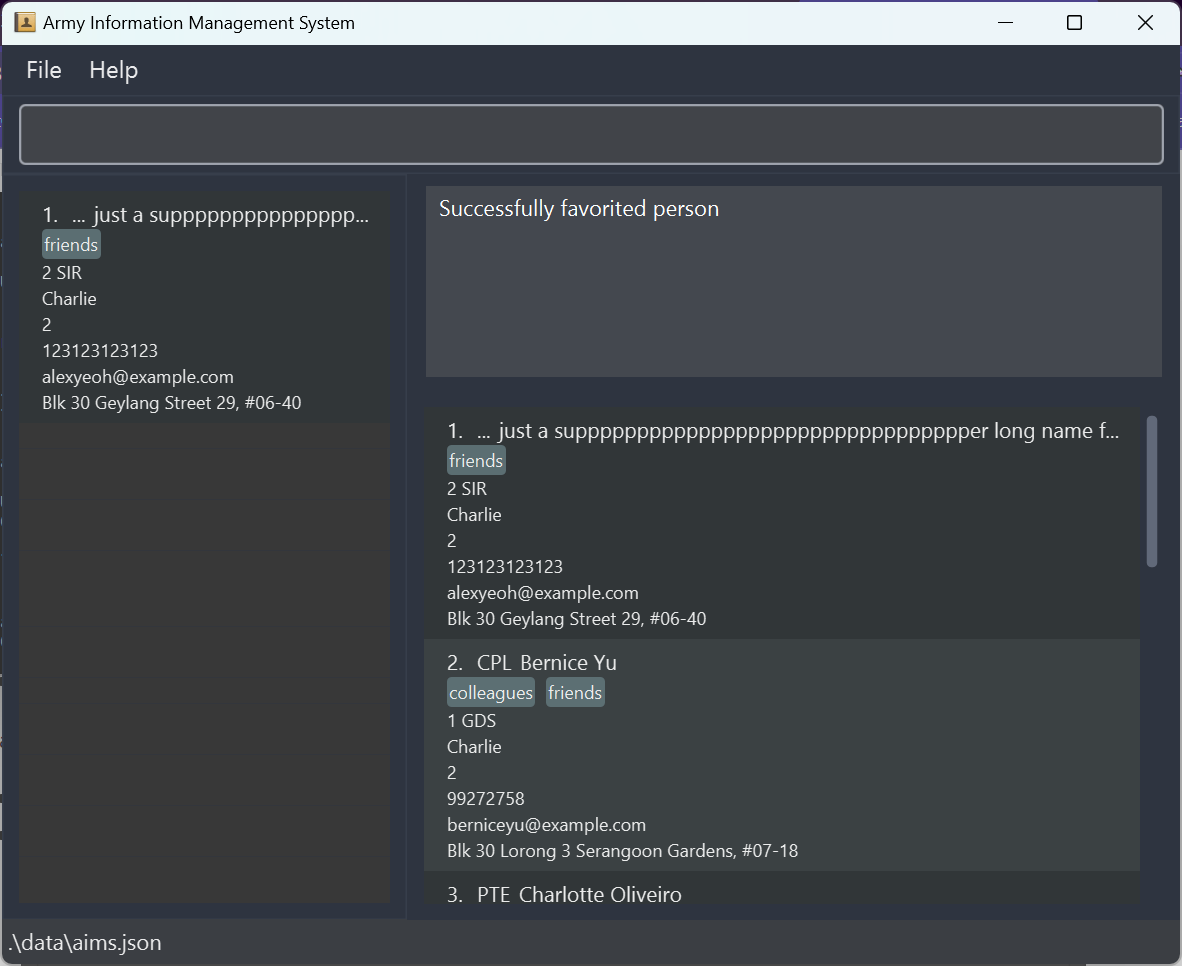 Army Information Management System
File Help
1. ... just a suppppppppppppppp...
friends
2 SIR
Charlie
2
123123123123
alexyeoh@example.com
Blk 30 Geylang Street 29, #06-40
Successfully favorited person
1. ... just a supppppppppppppppppppppppppppppppper long name f...
friends
2 SIR
Charlie
2
123123123123
alexyeoh@example.com
Blk 30 Geylang Street 29, #06-40
2. CPL Bernice Yu
colleagues friends
1 GDS
Charlie
2
99272758
berniceyu@example.com
Blk 30 Lorong 3 Serangoon Gardens, #07-18
3. PTE Charlotte Oliveiro
.\data\aims.json